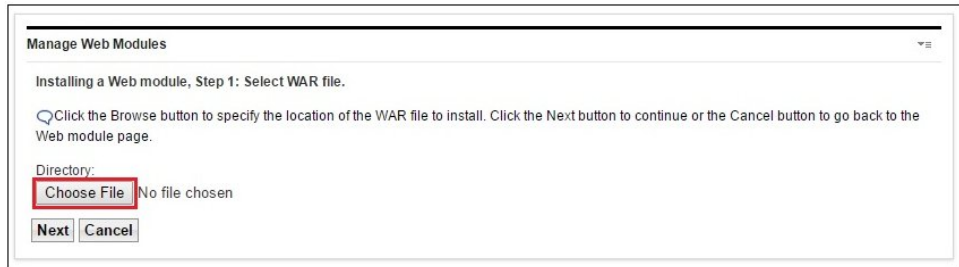 Manage Web Modules
Installing a Web module, Step 1: Select WAR file.
Click the Browse button to specify the location of the WAR file to install. Click the Next button to continue or the Cancel button to go back to the
Web module page.
Directory:
Choose File No file chosen
Next Cancel